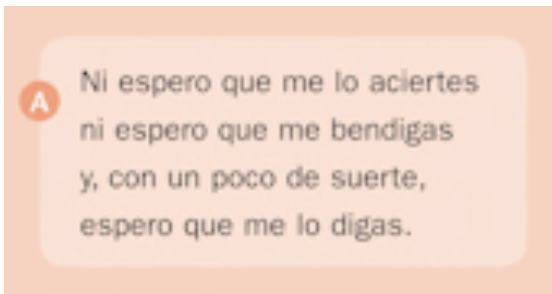 A
Ni espero que me lo aciertes
ni espero que me bendigas
y, con un poco de suerte,
espero que me lo digas.